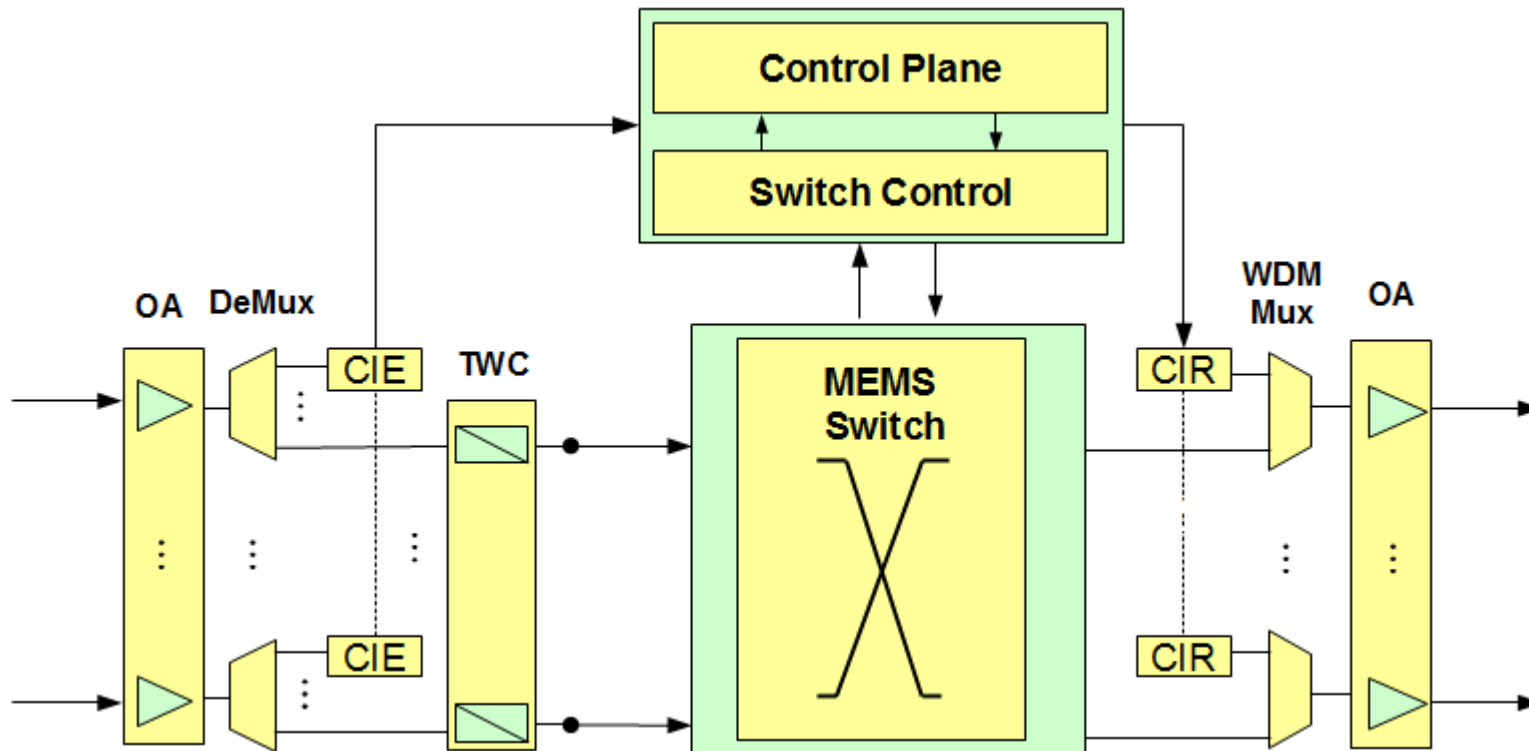 Control Plane
Switch Control
OA
DeMux
CIE
TWC
MEMS
Switch
CIR
WDM
Mux
OA
CIE
CIR